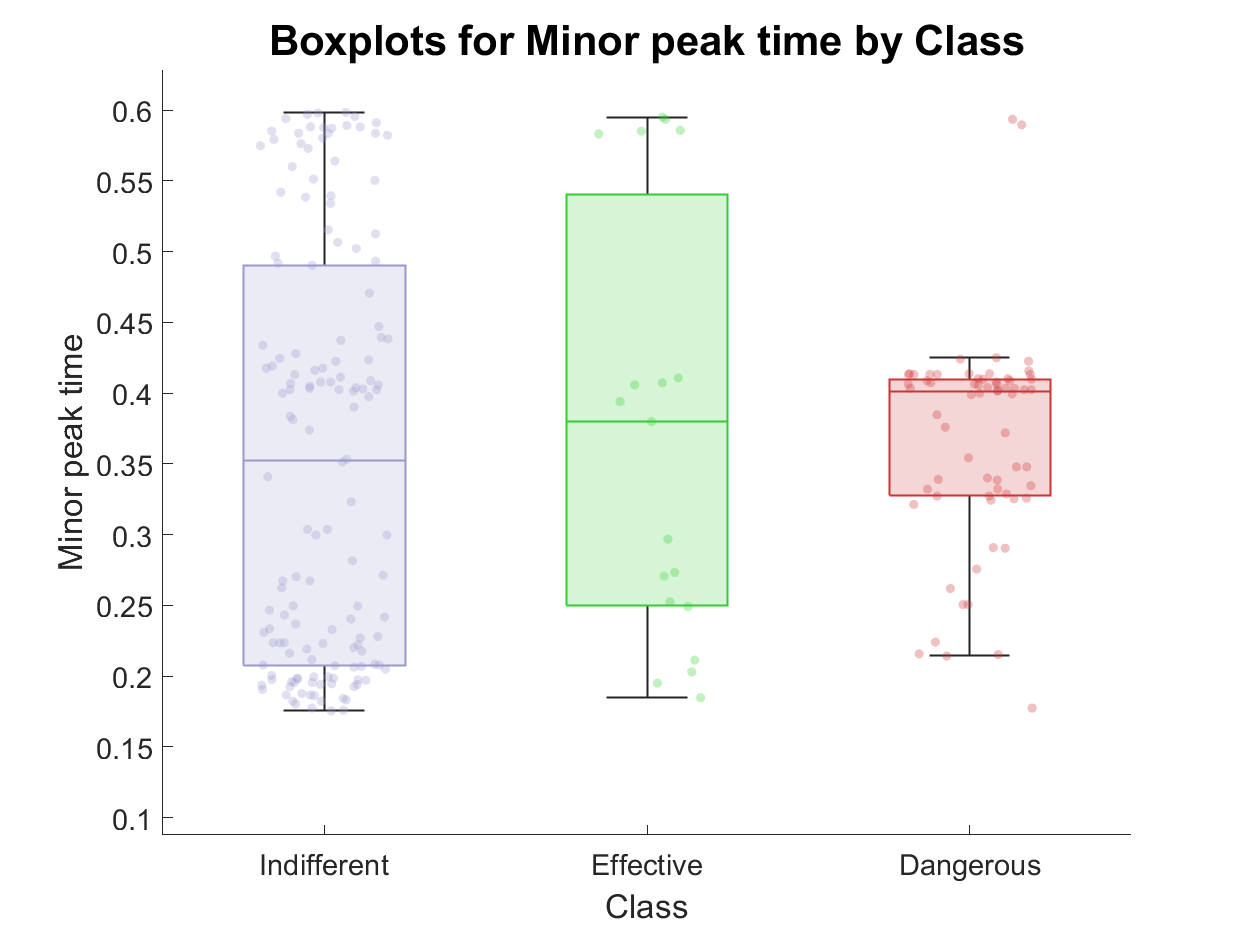 Boxplots for Minor peak time by Class
Minor peak time
0.6
0.55
0.5
0.45
0.4
0.35
0.3
0.25
0.2
0.15
0.1
Indifferent
Effective
Dangerous
Class